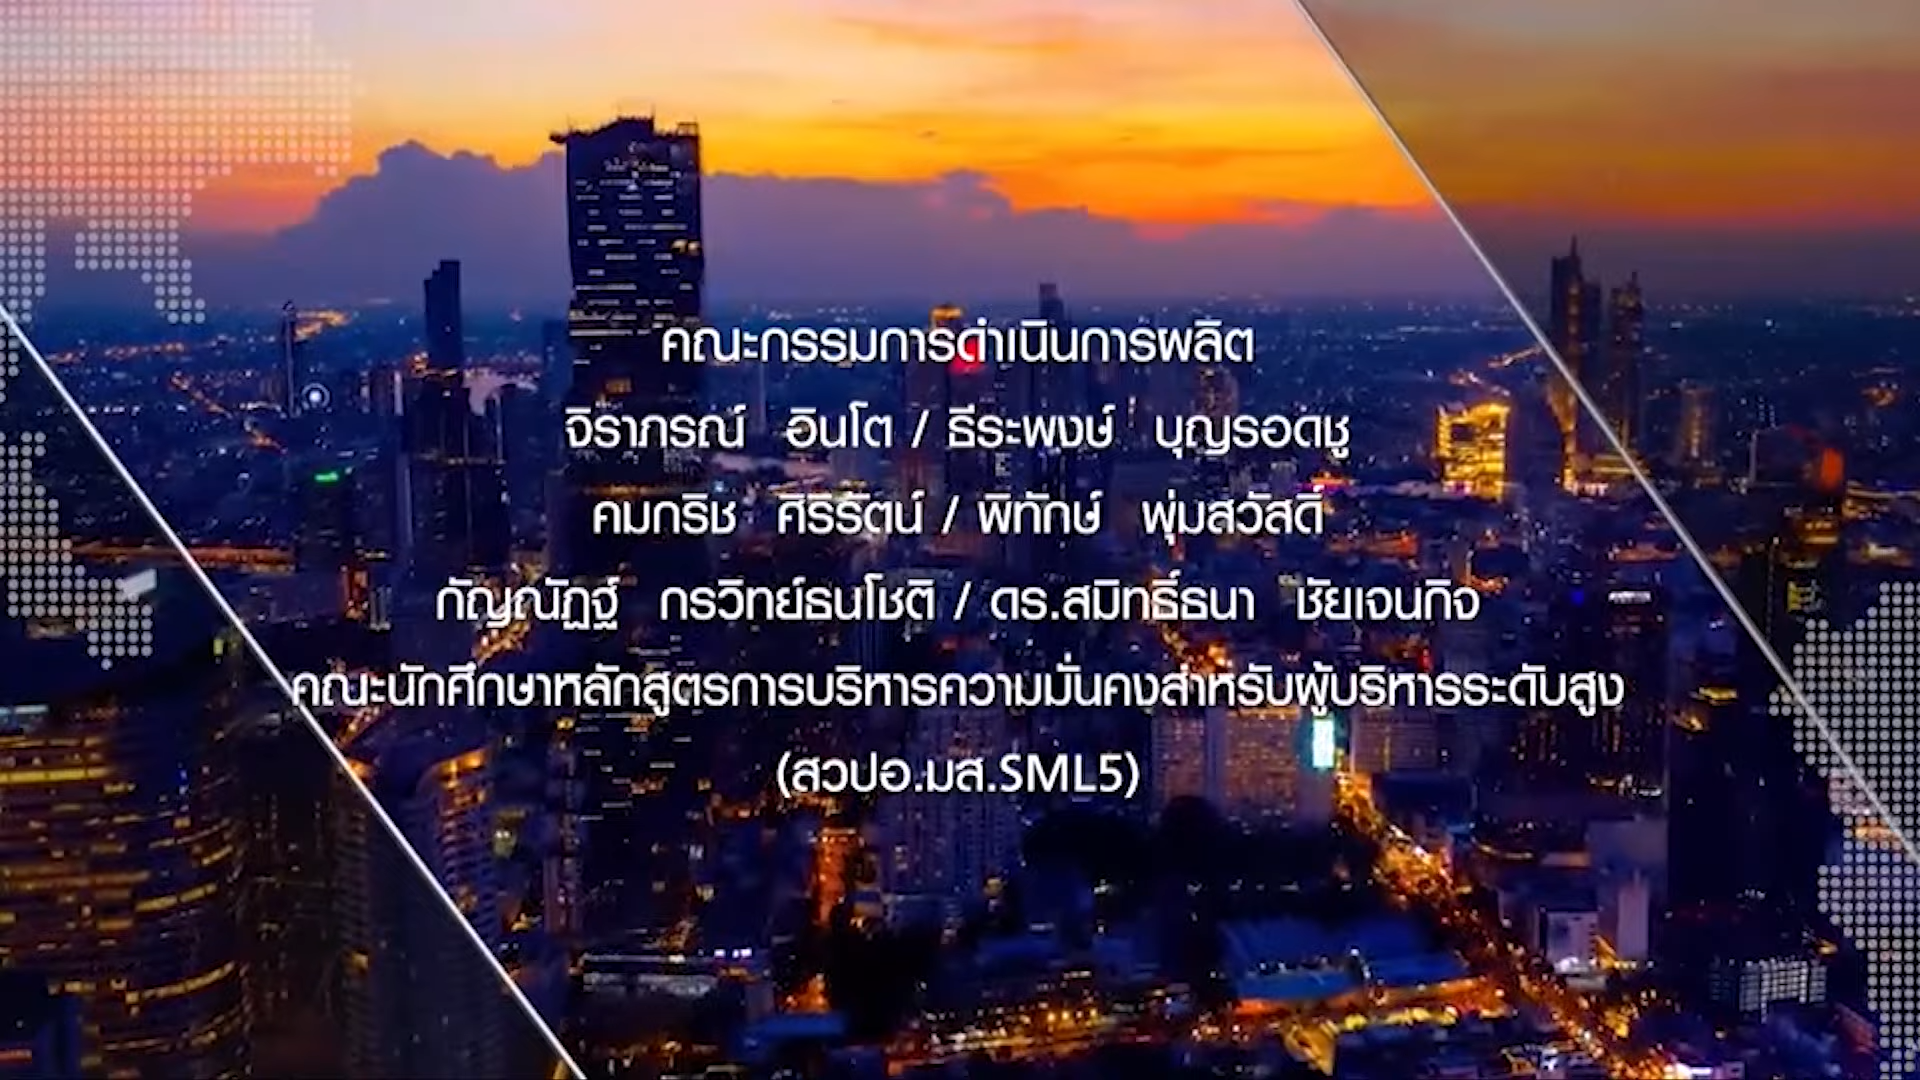 คณะกรรมการดำเนินการผลิต
จิราภรณ์ อินโต / ธีระพงษ์ บุญรอดชู
คมกริช ศิริรัตน์ / พิทักษ์ พุ่มสวัสดิ์
กัญณัฏฐ์ กรวิทย์ธนโชติ / ดร.สมิทธิ์ธนา ชัยเจนกิจ
คณะนักศึกษาหลักสูตรการบริหารความมั่นคงสำหรับผู้บริหารระดับสูง
(สวปอ.มส.SML5)